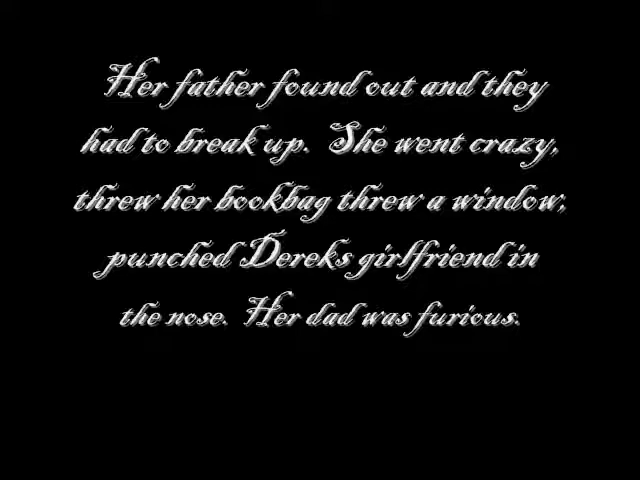 Her father found out and they
had to break up. She went crazy,
threw her bookbag threw a window,
punched Dereks girlfriend in
the nose. Her dad was furious.